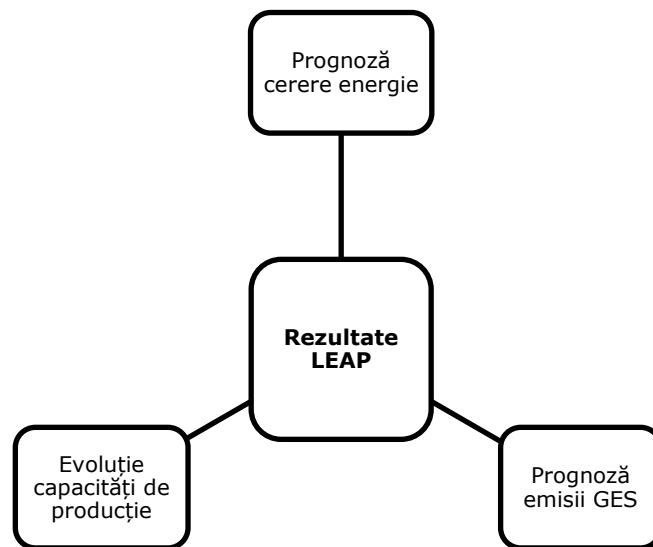 Prognoză
cerere energie
Rezultate
LEAP
Evoluție
capacități de
producție
Prognoză
emisii GES